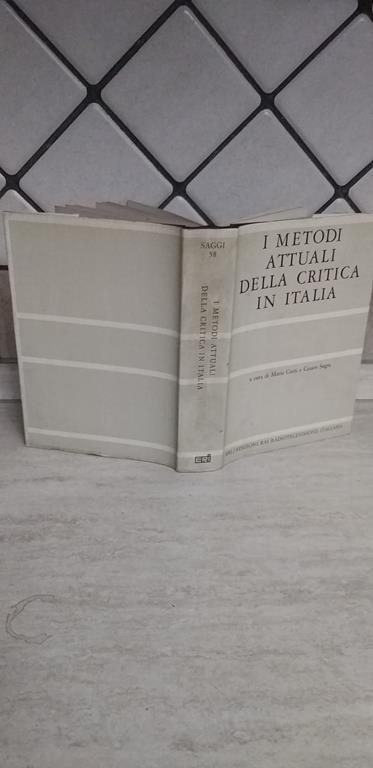 SAGGI
58
I METODI ATTUALI
DELLA CRITICA IN ITALIA
ERI
I METODI
ATTUALI
DELLA CRITICA
IN ITALIA
a cura di Maria Corti e Cesare Segre
ERI / EDIZIONI RAI RADIOTELEVISIONE ITALIANA